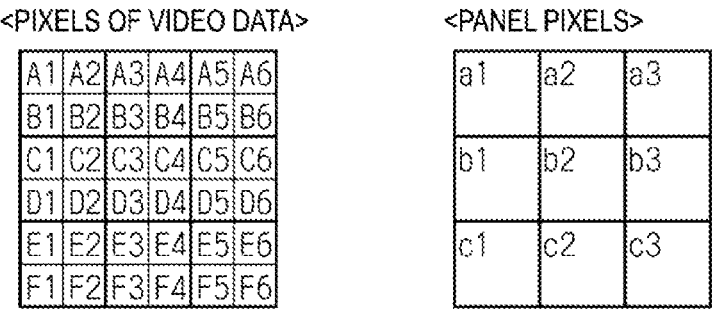 <PIXELS OF VIDEO DATA> <PANEL PIXELS>
A1 A2 A3 A4 A5 A6
B1 B2 B3 B4 B5 B6
C1 C2 C3 C4 C5 C6
D1 D2 D3 D4 D5 D6
E1 E2 E3 E4 E5 E6
F1 F2 F3 F4 F5 F6
a1 a2 a3
b1 b2 b3
c1 c2 c3